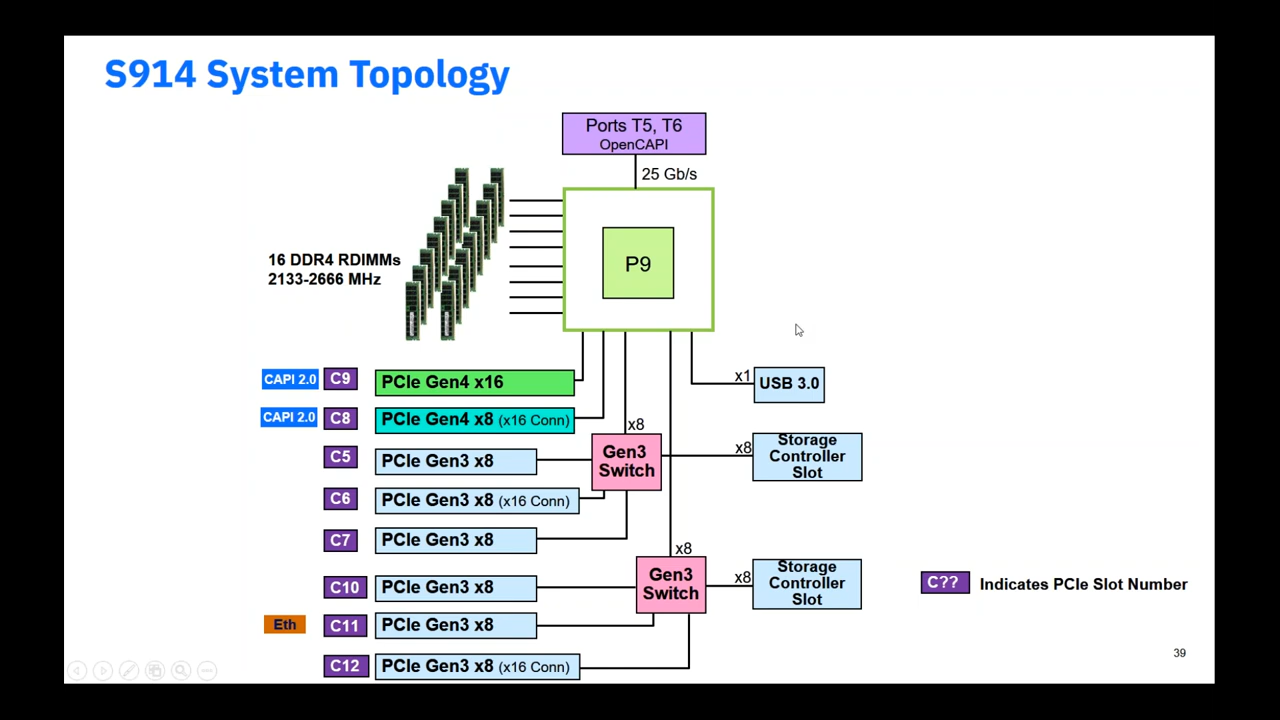 S914 System Topology
Ports T5, T6
OpenCAPI
25 Gb/s
P9
16 DDR4 RDIMMs
2133-2666 MHz
CAPI 2.0 C9 PCIe Gen4 x16
x1 USB 3.0
CAPI 2.0 C8 PCIe Gen4 x8 (x16 Conn)
x8
Gen3
Switch
x8
Storage
Controller
Slot
C5 PCIe Gen3 x8
C6 PCIe Gen3 x8 (x16 Conn)
C7 PCIe Gen3 x8
x8
Gen3
Switch
x8
Storage
Controller
Slot
C10 PCIe Gen3 x8
Eth C11 PCIe Gen3 x8
C12 PCIe Gen3 x8 (x16 Conn)
C?? Indicates PCIe Slot Number
39